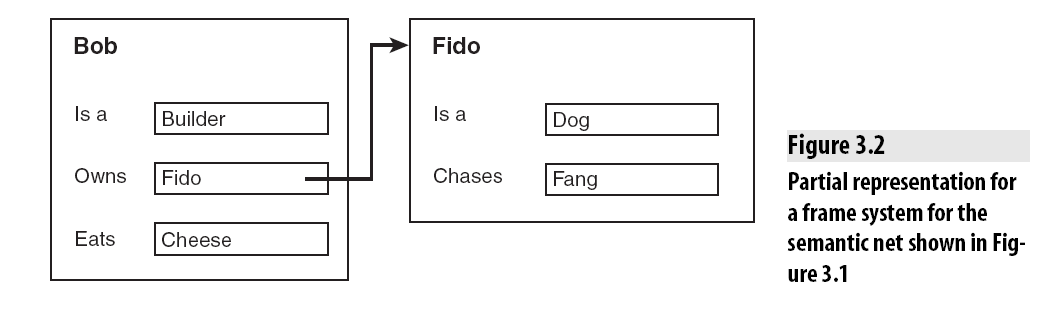 Bob
Is a Builder
Owns Fido
Eats Cheese
Fido
Is a Dog
Chases Fang
Figure 3.2
Partial representation for
a frame system for the
semantic net shown in Fig-
ure 3.1